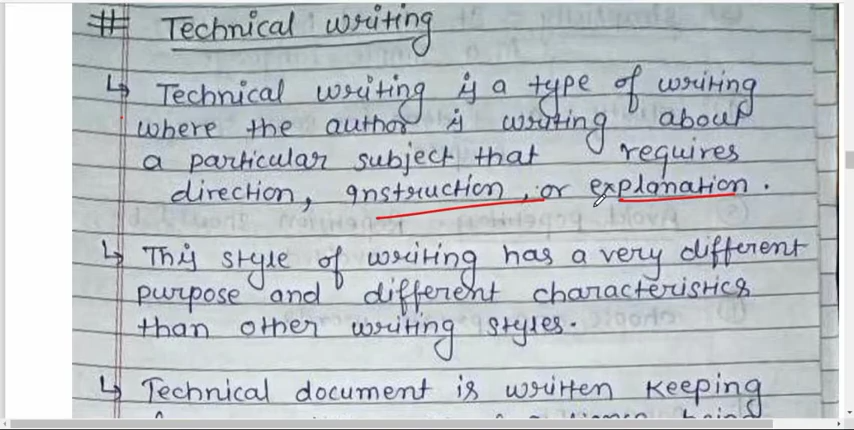 # Technical writing
↳ Technical writing is a type of writing
where the author is writing about
a particular subject that requires
direction, instruction, or explanation.
↳ This style of writing has a very different
purpose and different characteristics
than other writing styles.
↳ Technical document is written keeping